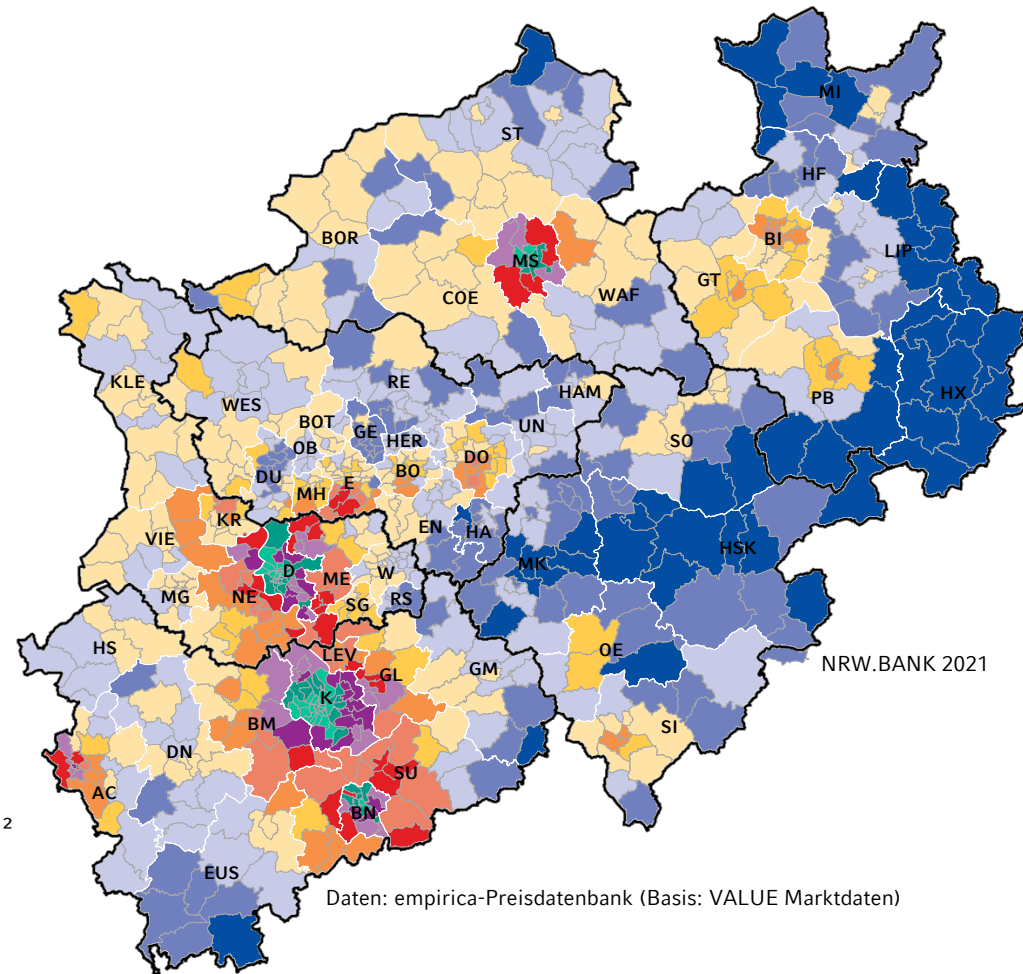 MI
ST
HF
BI
BOR
LIP
MS
GT
COE
WAF
KLE
RE
HAM
PB
HX
WES
BOT
UN
SO
GE
HER
OB
DO
DU
BO
E
MH
EN
HA
KR
VIE
HSK
D
MK
ME
W
NE
MG
RS
SG
HS
OE
LEV
NRW.BANK 2021
GL
GM
K
BM
SI
DN
SU
AC
BN
2
EUS
Daten: empirica-Preisdatenbank (Basis: VALUE Marktdaten)